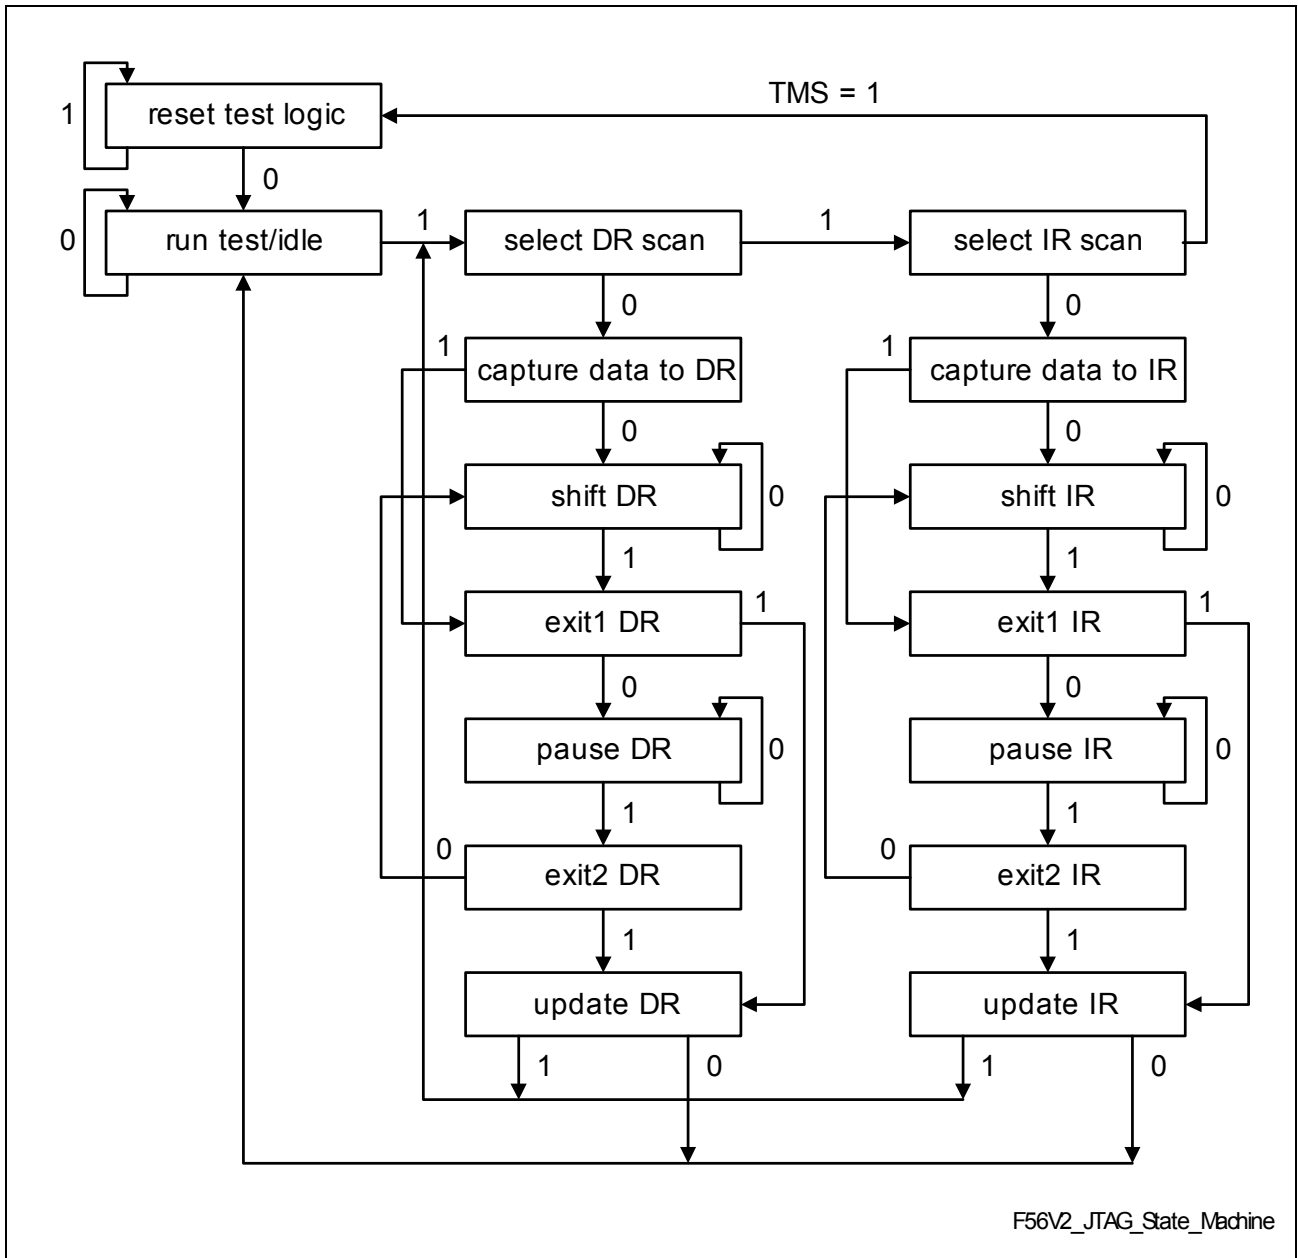 TMS = 1
1
reset test logic
0
0
run test/idle
1
select DR scan
1
select IR scan
0
0
1
capture data to DR
1
capture data to IR
0
0
shift DR
0
shift IR
0
1
1
exit1 DR
1
exit1 IR
1
0
0
pause DR
0
pause IR
0
1
1
0
exit2 DR
0
exit2 IR
1
1
update DR
update IR
1
0
1
0
F56V2_JTAG_State_Machine